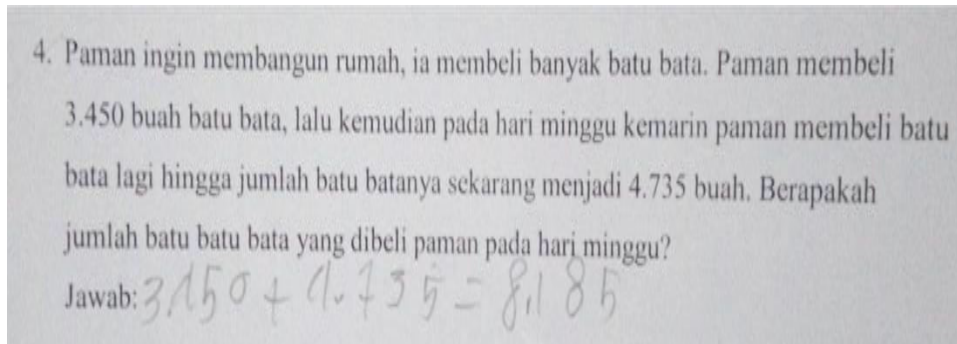 4. Paman ingin membangun rumah, ia membeli banyak batu bata. Paman membeli
3.450 buah batu bata, lalu kemudian pada hari minggu kemarin paman membeli batu
bata lagi hingga jumlah batu batanya sekarang menjadi 4.735 buah. Berapakah
jumlah batu batu bata yang dibeli paman pada hari minggu?
Jawab: 3.450 + 4.735 = 8.185